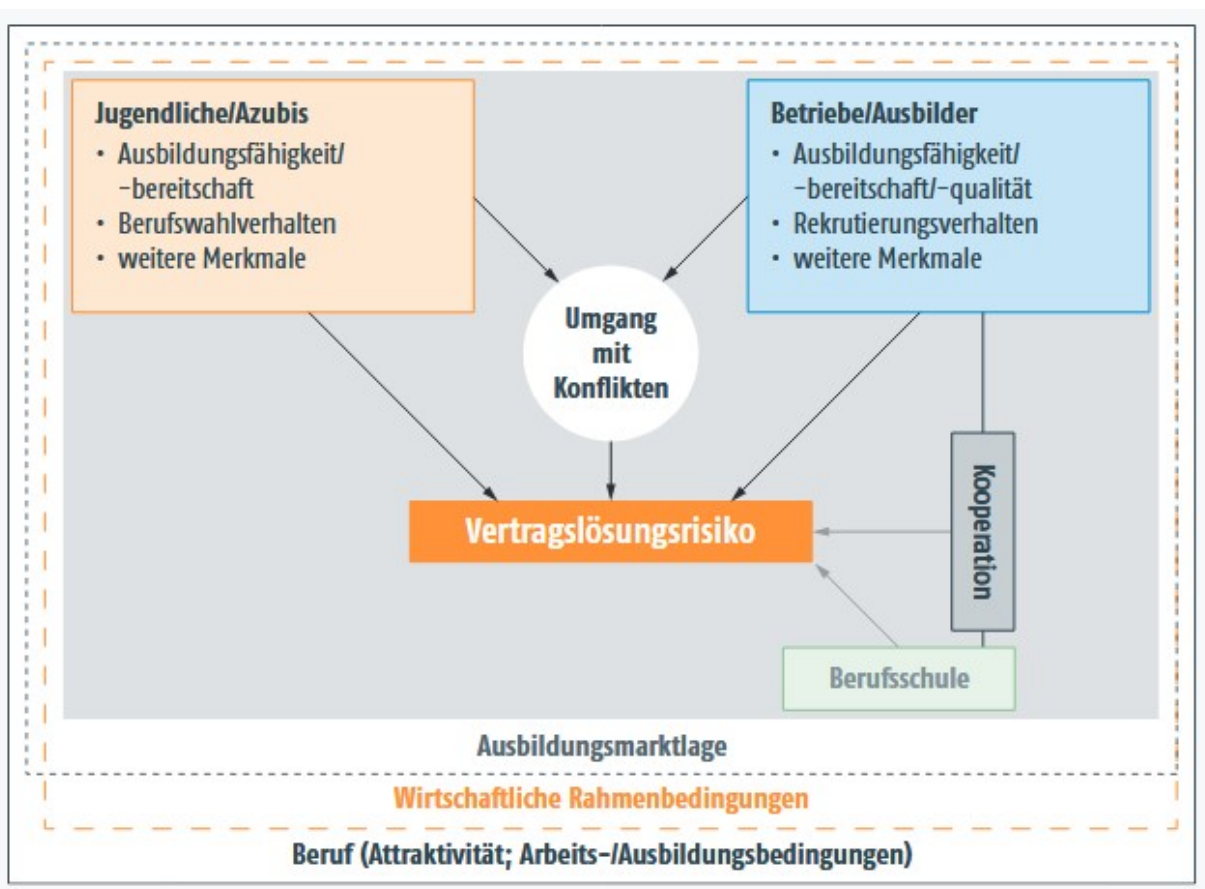 Jugendliche/Azubis
• Ausbildungsfähigkeit/
-bereitschaft
• Berufswahlverhalten
• weitere Merkmale
Betriebe/Ausbilder
• Ausbildungsfähigkeit/
-bereitschaft/-qualität
• Rekrutierungsverhalten
• weitere Merkmale
Umgang
mit
Konflikten
Vertragslösungsrisiko
Kooperation
Berufsschule
Ausbildungsmarktlage
Wirtschaftliche Rahmenbedingungen
Beruf (Attraktivität; Arbeits-/Ausbildungsbedingungen)